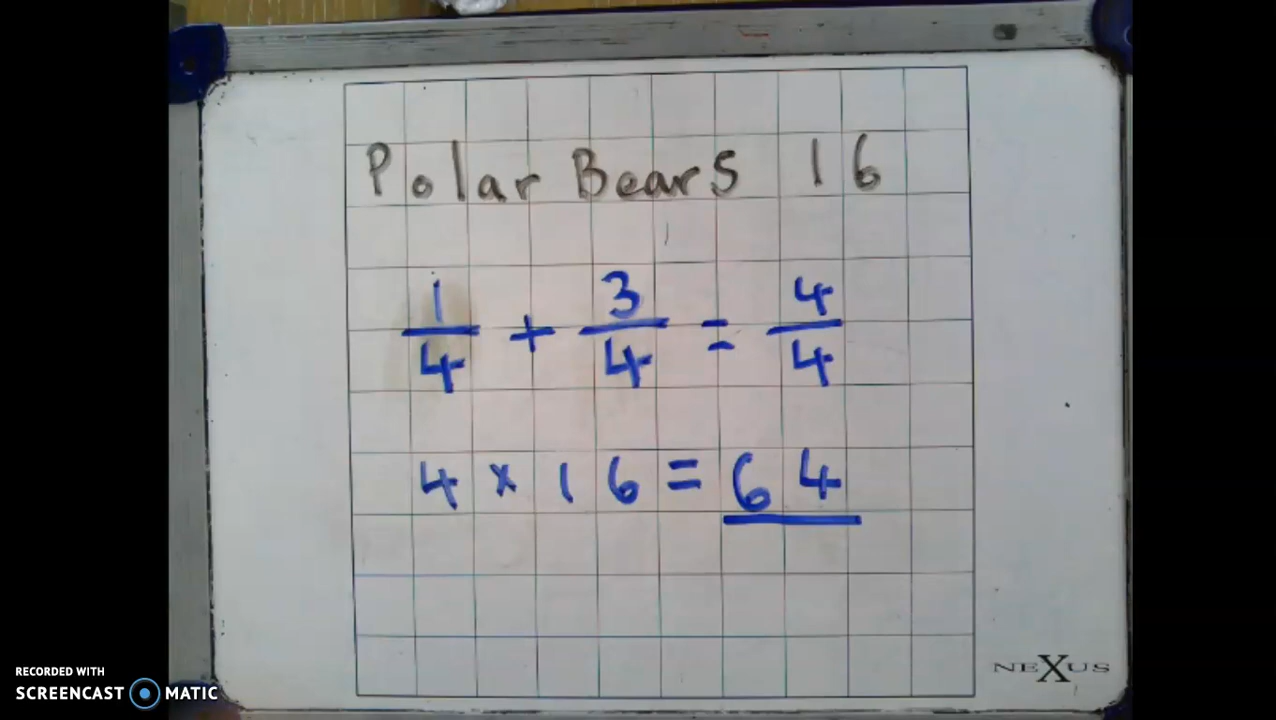 Polar Bears 16
1/4 + 3/4 = 4/4
4 × 16 = 64
NEXUS
RECORDED WITH
SCREENCAST MATIC